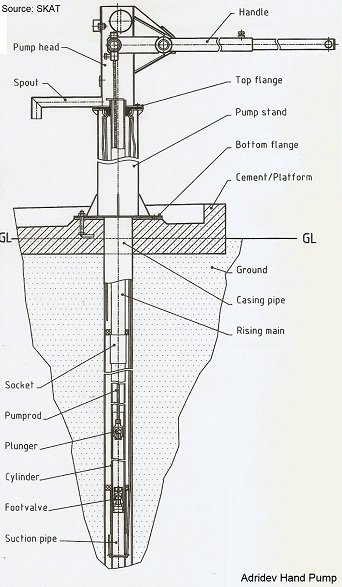 Source: SKAT
Handle
Pump head
Spout
Top flange
Pump stand
Bottom flange
Cement/Platform
GL
GL
Ground
Casing pipe
Rising main
Socket
Pumprod
Plunger
Cylinder
Footvalve
Suction pipe
Adridev Hand Pump